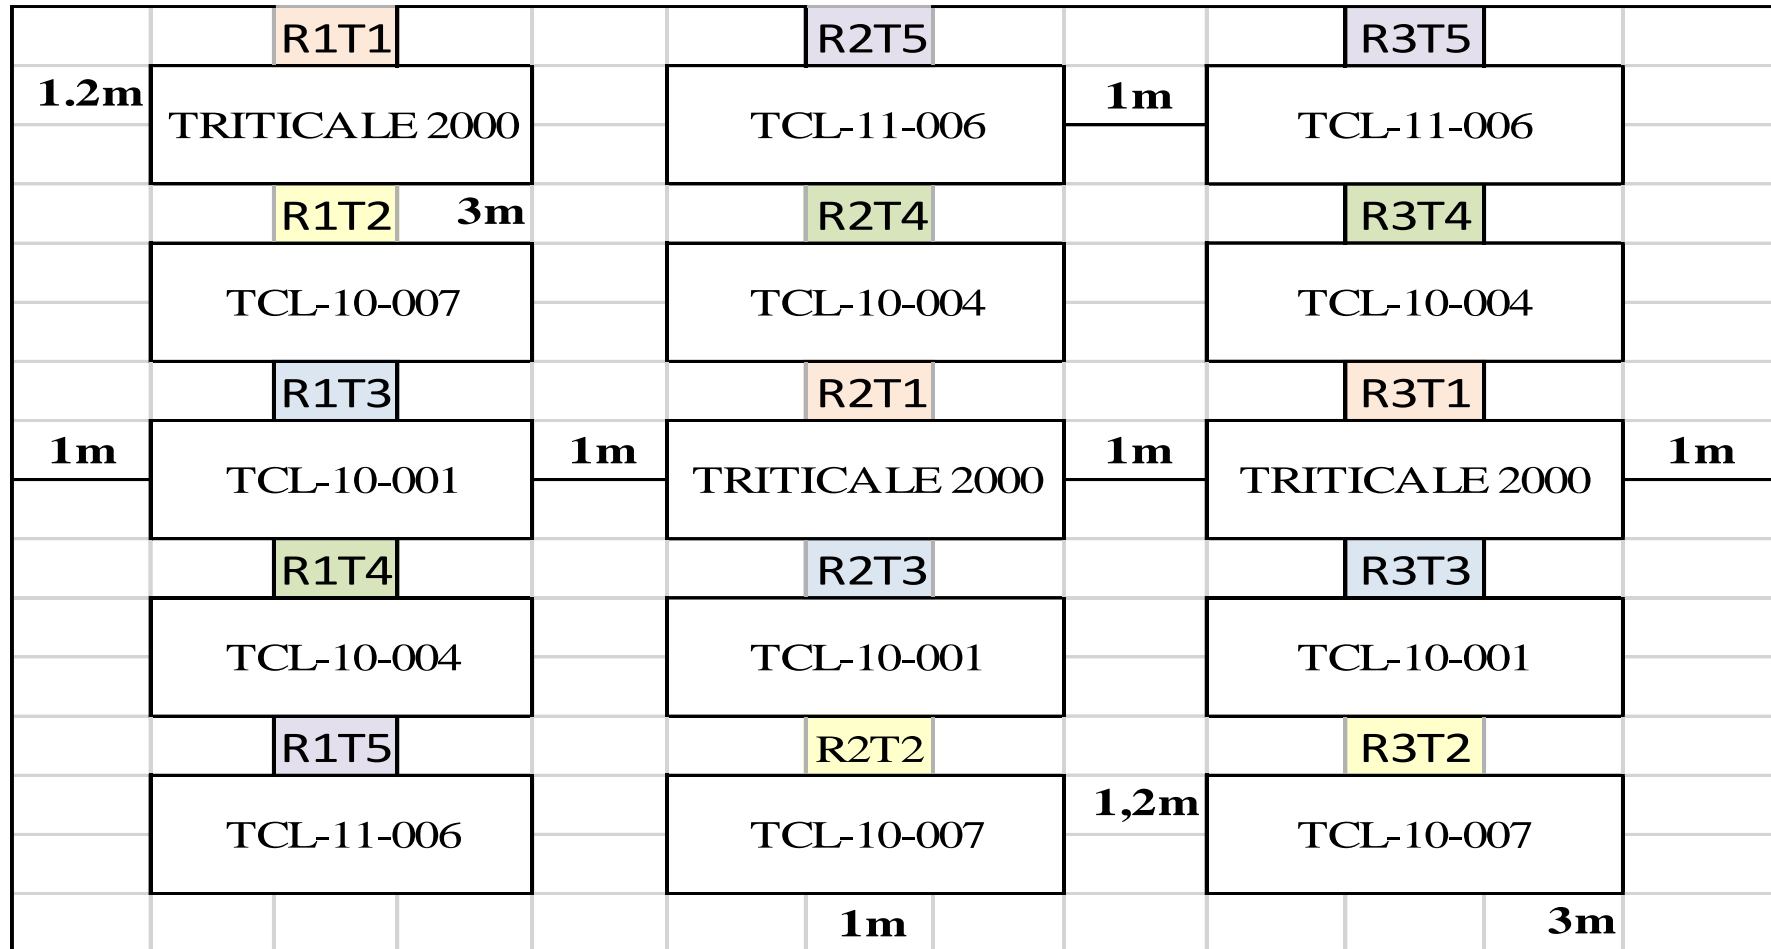 R1T1
R2T5
R3T5
1.2m
TRITICALE 2000
TCL-11-006
1m
TCL-11-006
R1T2
3m
R2T4
R3T4
TCL-10-007
TCL-10-004
TCL-10-004
R1T3
R2T1
R3T1
1m
TCL-10-001
1m
TRITICALE 2000
1m
TRITICALE 2000
1m
R1T4
R2T3
R3T3
TCL-10-004
TCL-10-001
TCL-10-001
R1T5
R2T2
R3T2
TCL-11-006
TCL-10-007
1,2m
TCL-10-007
1m
3m